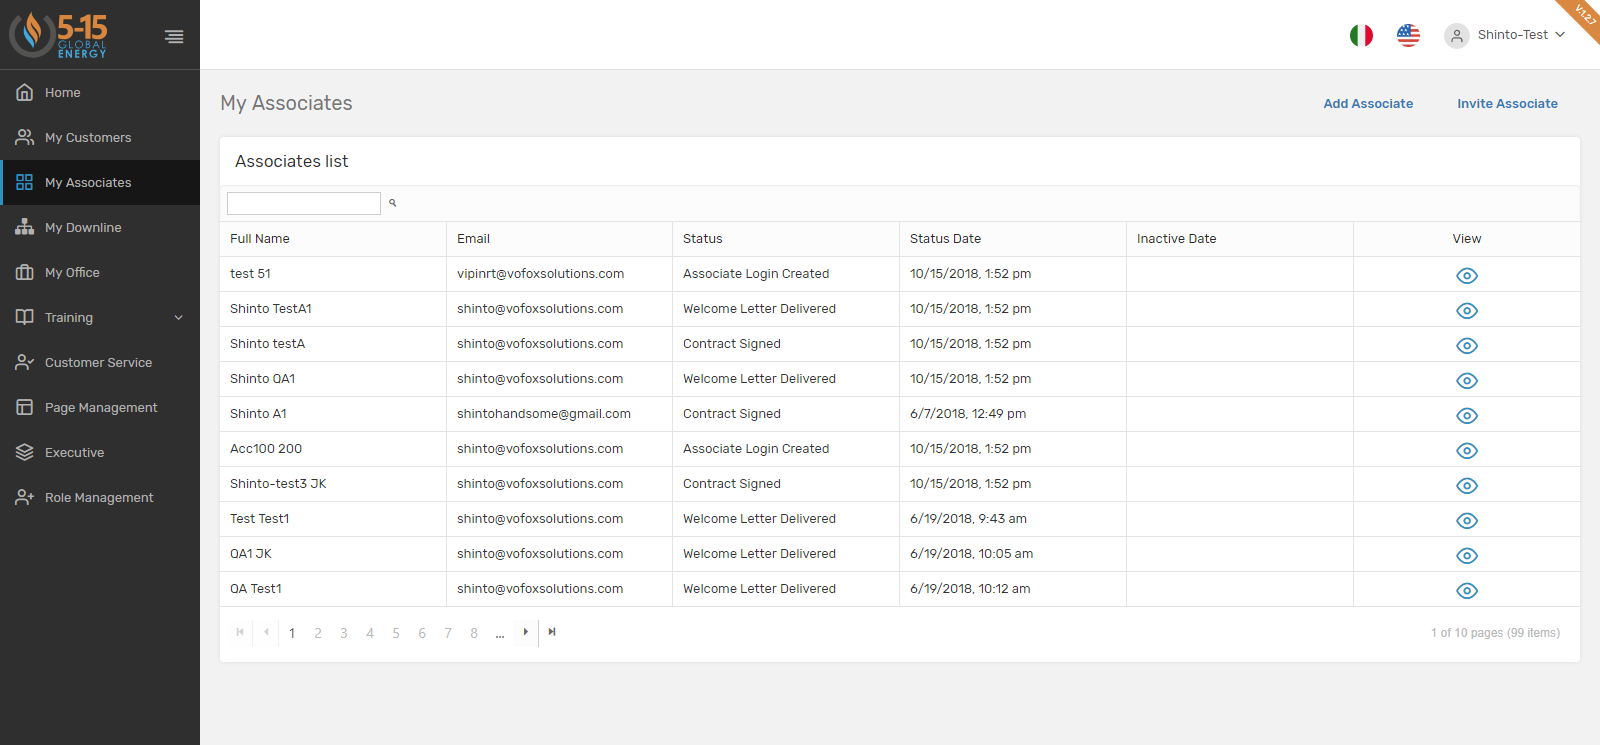 5-15
GLOBAL
ENERGY
Shinto-Test
V:1.2.7
Home
My Customers
My Associates
My Downline
My Office
Training
Customer Service
Page Management
Executive
Role Management
My Associates
Add Associate Invite Associate
Associates list
Full Name Email Status Status Date Inactive Date View
test 51 vipinrt@vofoxsolutions.com Associate Login Created 10/15/2018, 1:52 pm
Shinto TestA1 shinto@vofoxsolutions.com Welcome Letter Delivered 10/15/2018, 1:52 pm
Shinto testA shinto@vofoxsolutions.com Contract Signed 10/15/2018, 1:52 pm
Shinto QA1 shinto@vofoxsolutions.com Welcome Letter Delivered 10/15/2018, 1:52 pm
Shinto A1 shintohandsome@gmail.com Contract Signed 6/7/2018, 12:49 pm
Acc100 200 shinto@vofoxsolutions.com Associate Login Created 10/15/2018, 1:52 pm
Shinto-test3 JK shinto@vofoxsolutions.com Contract Signed 10/15/2018, 1:52 pm
Test Test1 shinto@vofoxsolutions.com Welcome Letter Delivered 6/19/2018, 9:43 am
QA1 JK shinto@vofoxsolutions.com Welcome Letter Delivered 6/19/2018, 10:05 am
QA Test1 shinto@vofoxsolutions.com Welcome Letter Delivered 6/19/2018, 10:12 am
1 2 3 4 5 6 7 8 ...
1 of 10 pages (99 items)